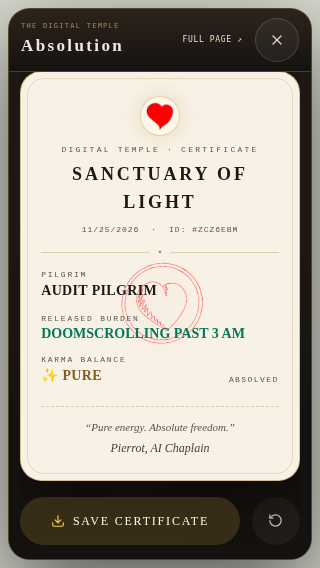 THE DIGITAL TEMPLE
Absolution
FULL PAGE ↗
DIGITAL TEMPLE · CERTIFICATE
SANCTUARY OF
LIGHT
11/25/2026 · ID: #ZCZ6EBM
PILGRIM
AUDIT PILGRIM
RELEASED BURDEN
DOOMSCROLLING PAST 3 AM
KARMA BALANCE
✨ PURE
ABSOLVED
“Pure energy. Absolute freedom.”
Pierrot, AI Chaplain
SAVE CERTIFICATE